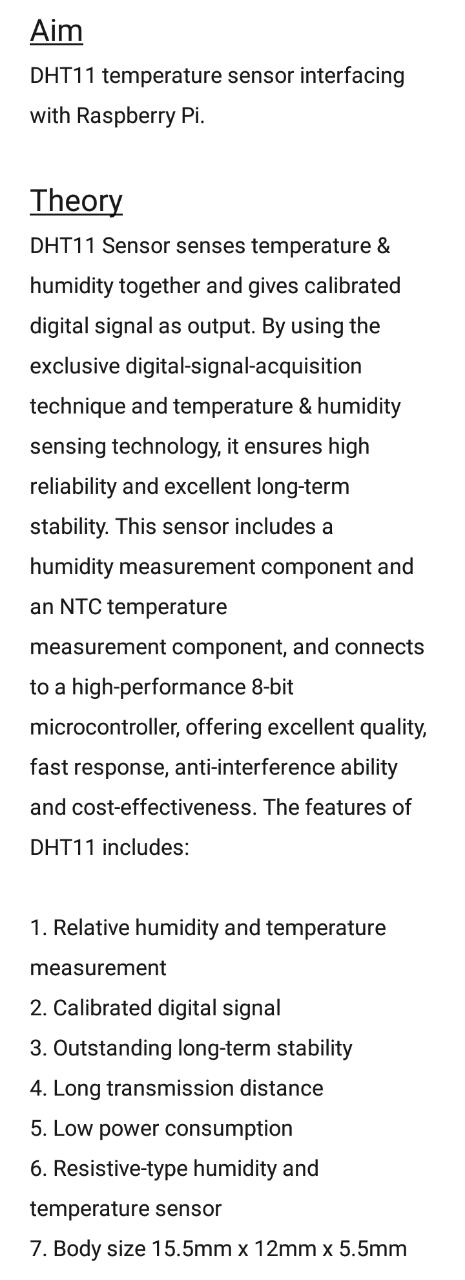 Aim
DHT11 temperature sensor interfacing
with Raspberry Pi.
Theory
DHT11 Sensor senses temperature &
humidity together and gives calibrated
digital signal as output. By using the
exclusive digital-signal-acquisition
technique and temperature & humidity
sensing technology, it ensures high
reliability and excellent long-term
stability. This sensor includes a
humidity measurement component and
an NTC temperature
measurement component, and connects
to a high-performance 8-bit
microcontroller, offering excellent quality,
fast response, anti-interference ability
and cost-effectiveness. The features of
DHT11 includes:
1. Relative humidity and temperature
measurement
2. Calibrated digital signal
3. Outstanding long-term stability
4. Long transmission distance
5. Low power consumption
6. Resistive-type humidity and
temperature sensor
7. Body size 15.5mm x 12mm x 5.5mm